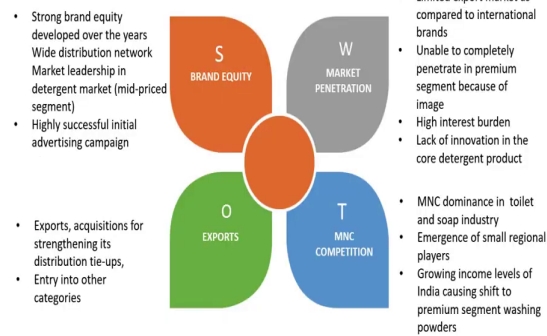 • Strong brand equity
developed over the years
Wide distribution network
Market leadership in
detergent market (mid-priced
segment)
• Highly successful initial
advertising campaign
S
BRAND EQUITY
W
MARKET
PENETRATION
Limited export market as
compared to international
brands
• Unable to completely
penetrate in premium
segment because of
image
• High interest burden
• Lack of innovation in the
core detergent product
• Exports, acquisitions for
strengthening its
distribution tie-ups,
• Entry into other
categories
O
EXPORTS
T
MNC
COMPETITION
• MNC dominance in toilet
and soap industry
• Emergence of small regional
players
• Growing income levels of
India causing shift to
premium segment washing
powders